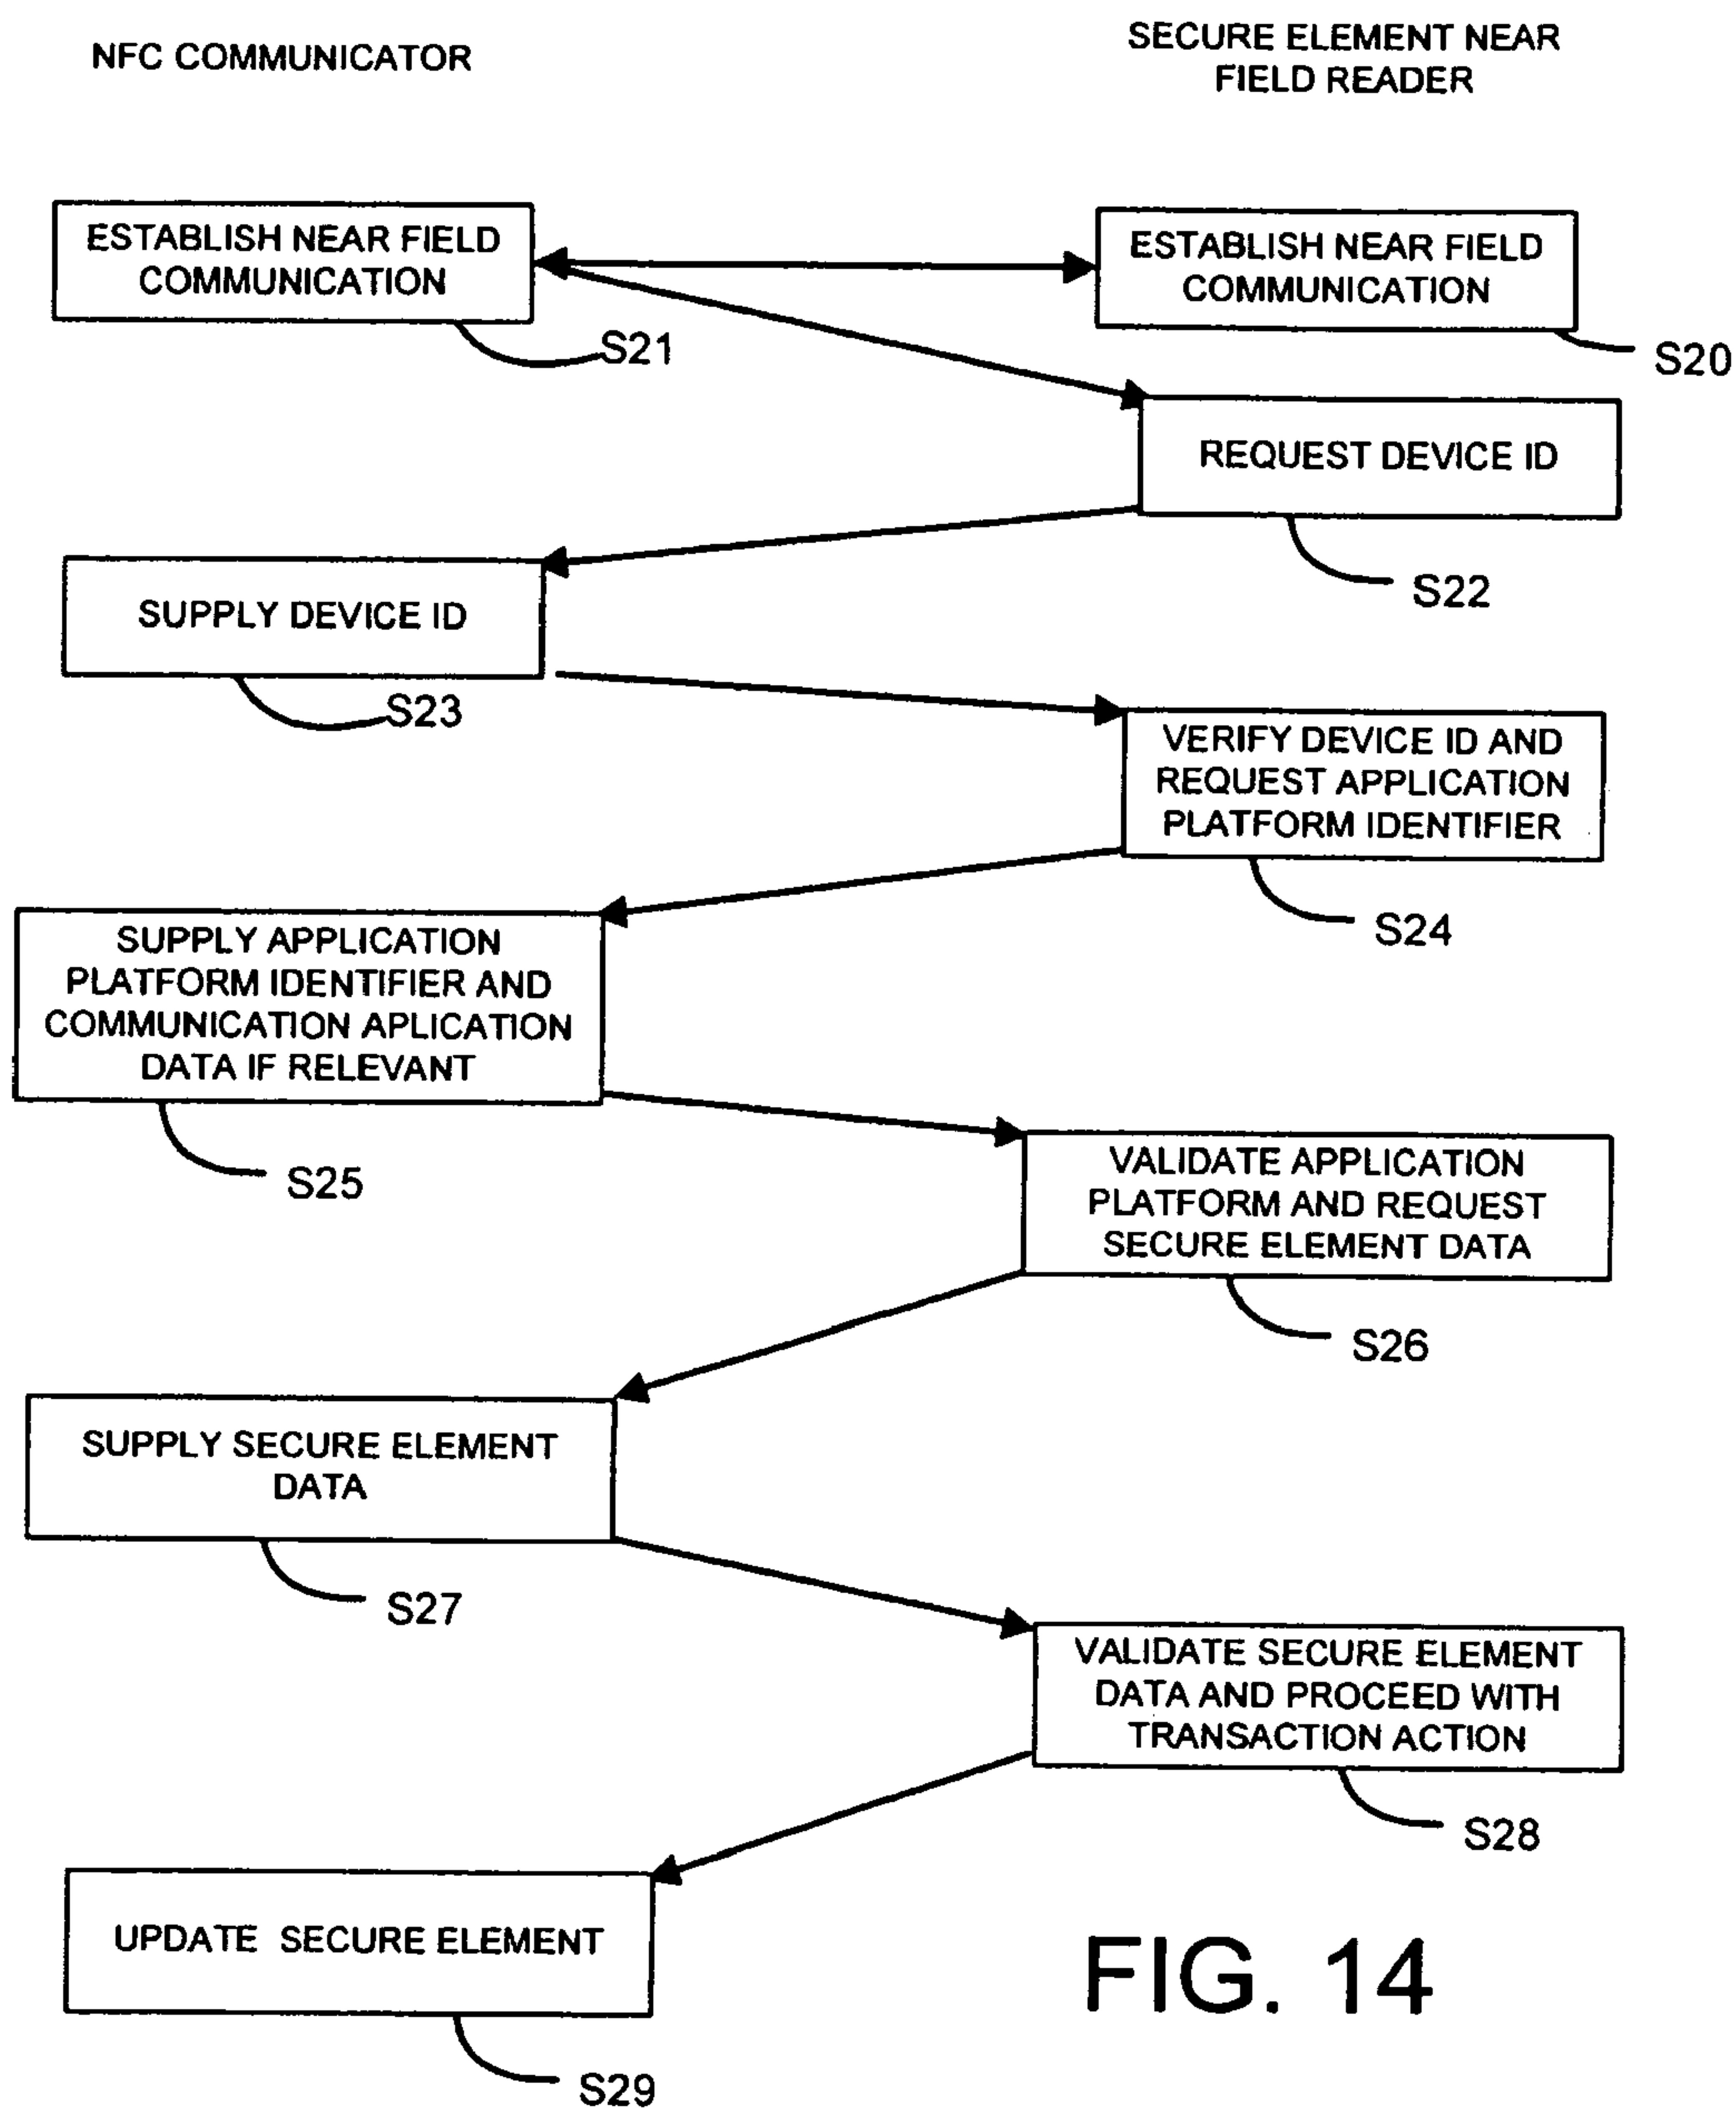 NFC COMMUNICATOR
SECURE ELEMENT NEAR
FIELD READER
ESTABLISH NEAR FIELD
COMMUNICATION
S21
ESTABLISH NEAR FIELD
COMMUNICATION
S20
REQUEST DEVICE ID
S22
SUPPLY DEVICE ID
S23
VERIFY DEVICE ID AND
REQUEST APPLICATION
PLATFORM IDENTIFIER
S24
SUPPLY APPLICATION
PLATFORM IDENTIFIER AND
COMMUNICATION APLICATION
DATA IF RELEVANT
S25
VALIDATE APPLICATION
PLATFORM AND REQUEST
SECURE ELEMENT DATA
S26
SUPPLY SECURE ELEMENT
DATA
S27
VALIDATE SECURE ELEMENT
DATA AND PROCEED WITH
TRANSACTION ACTION
S28
UPDATE SECURE ELEMENT
S29
FIG. 14